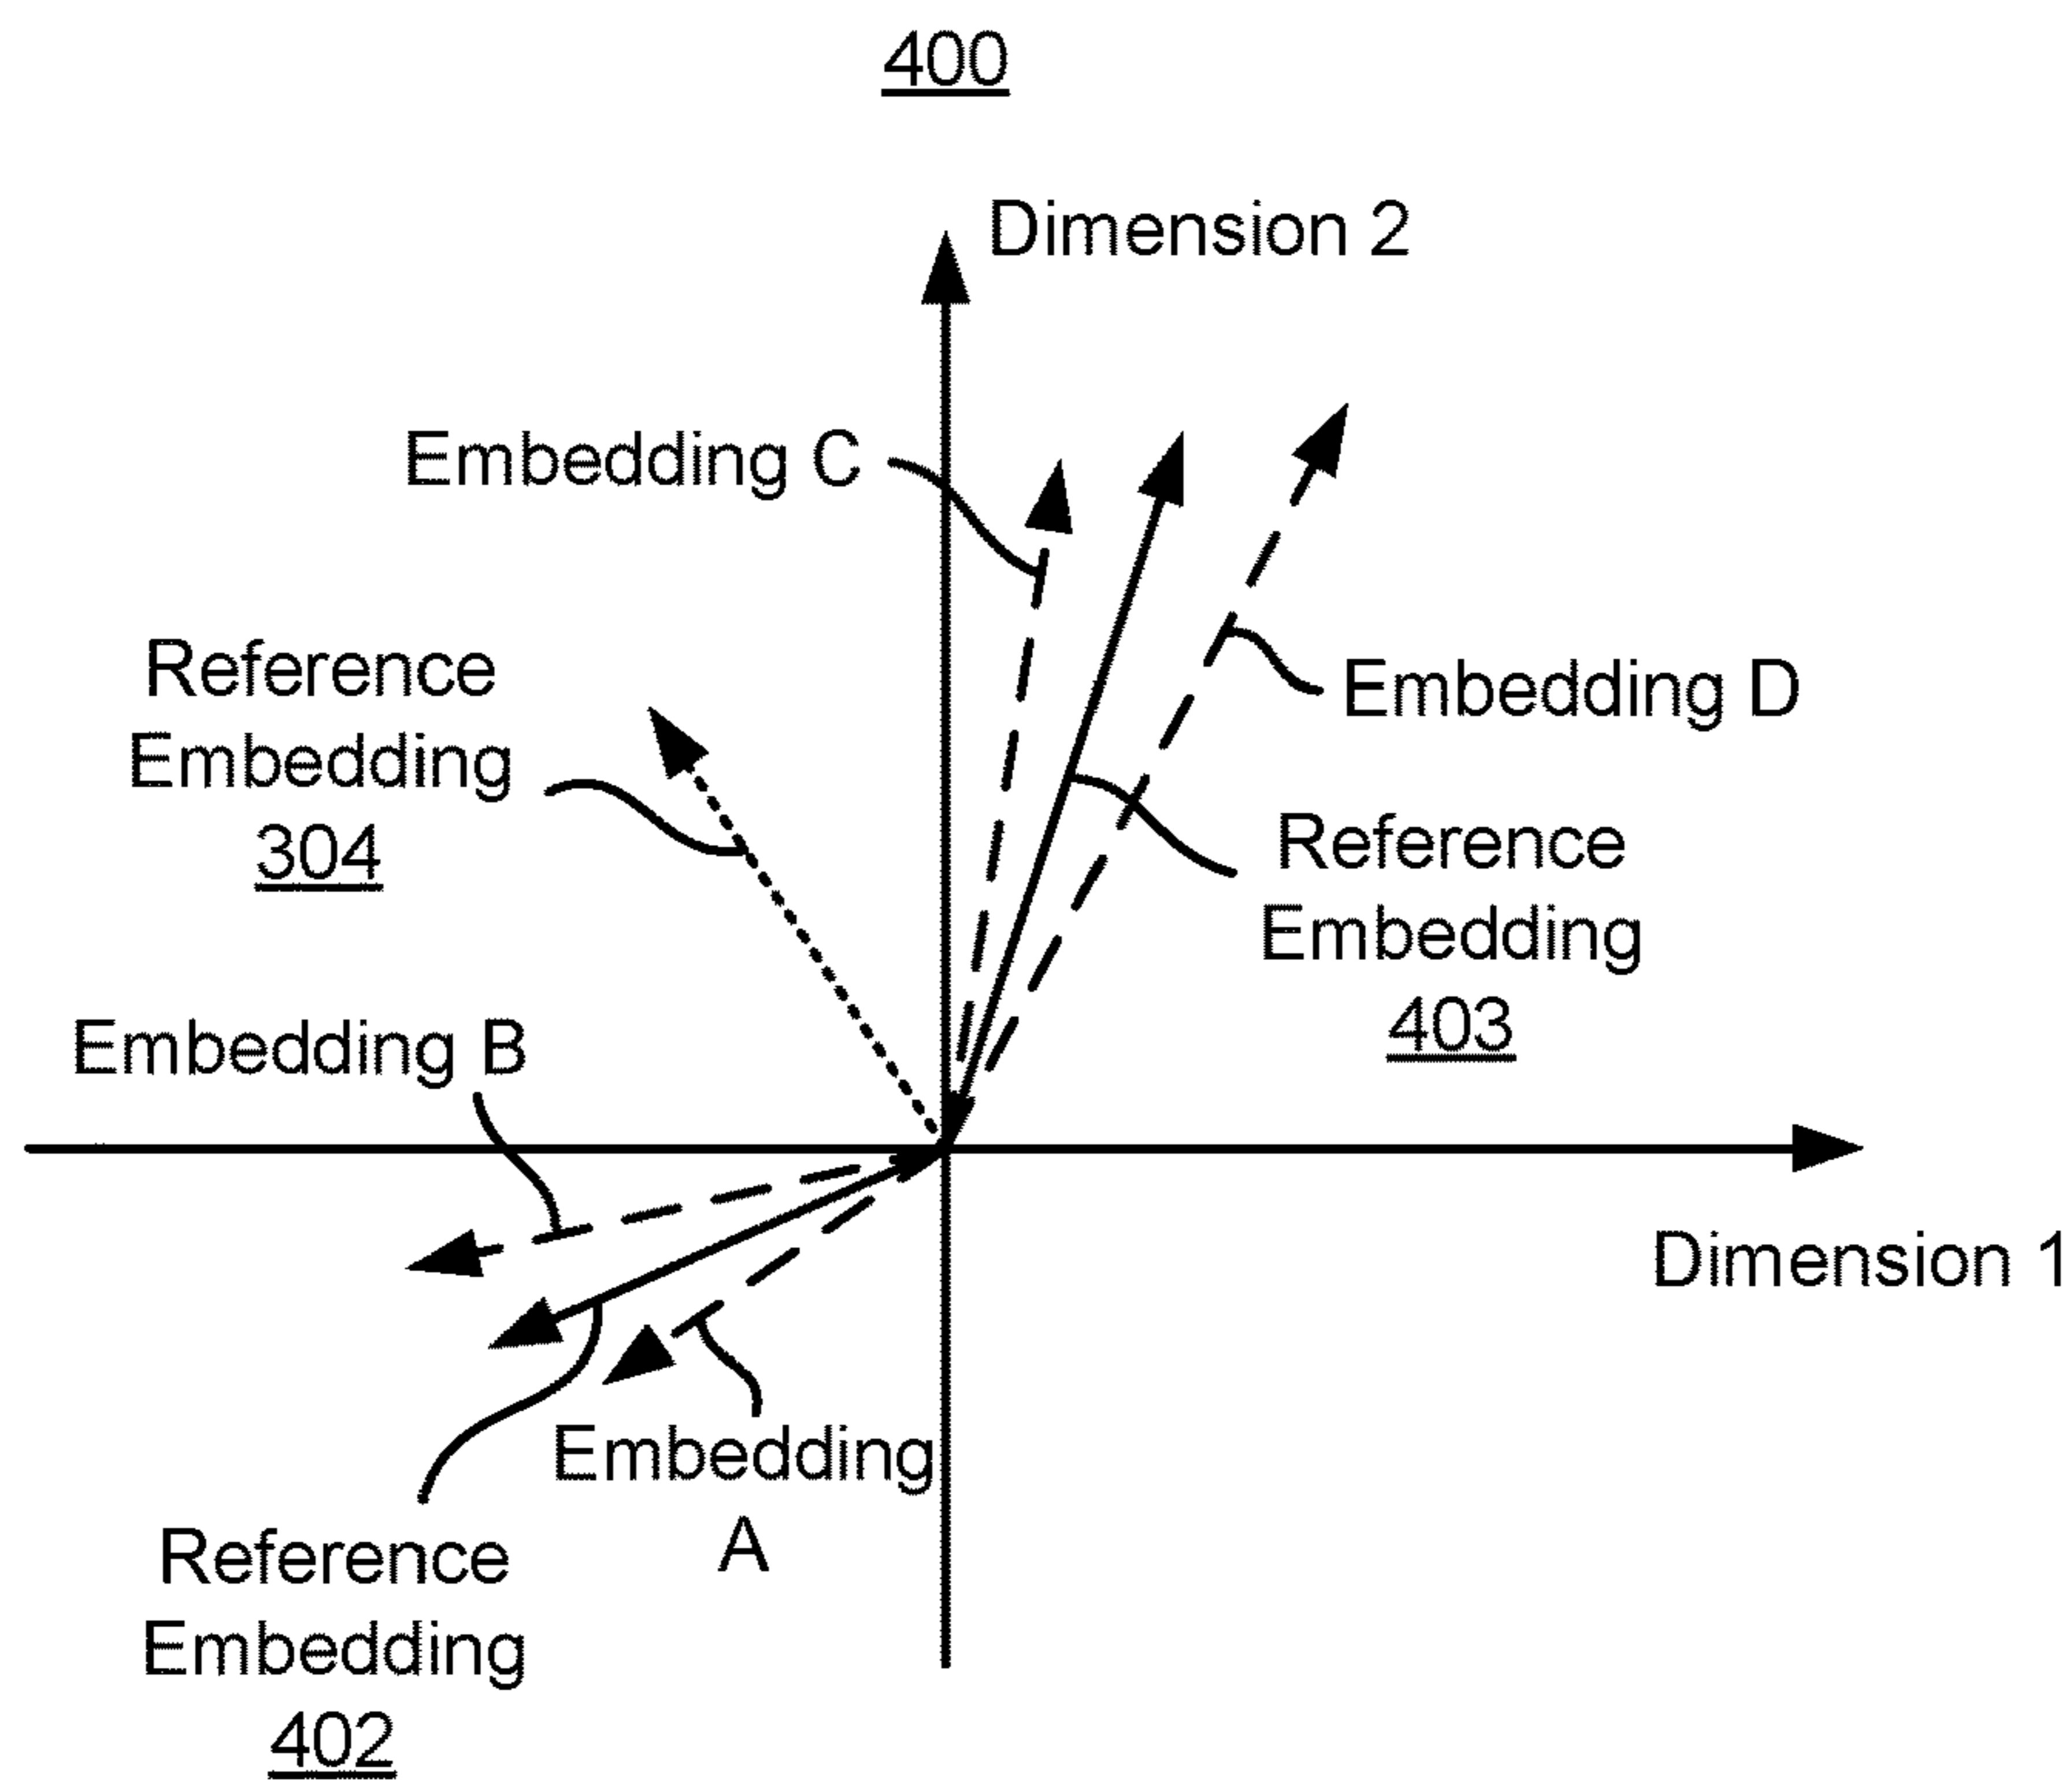 400
Dimension 2
Embedding C
Reference
Embedding
304
Embedding D
Reference
Embedding
403
Embedding B
Dimension 1
Embedding
A
Reference
Embedding
402